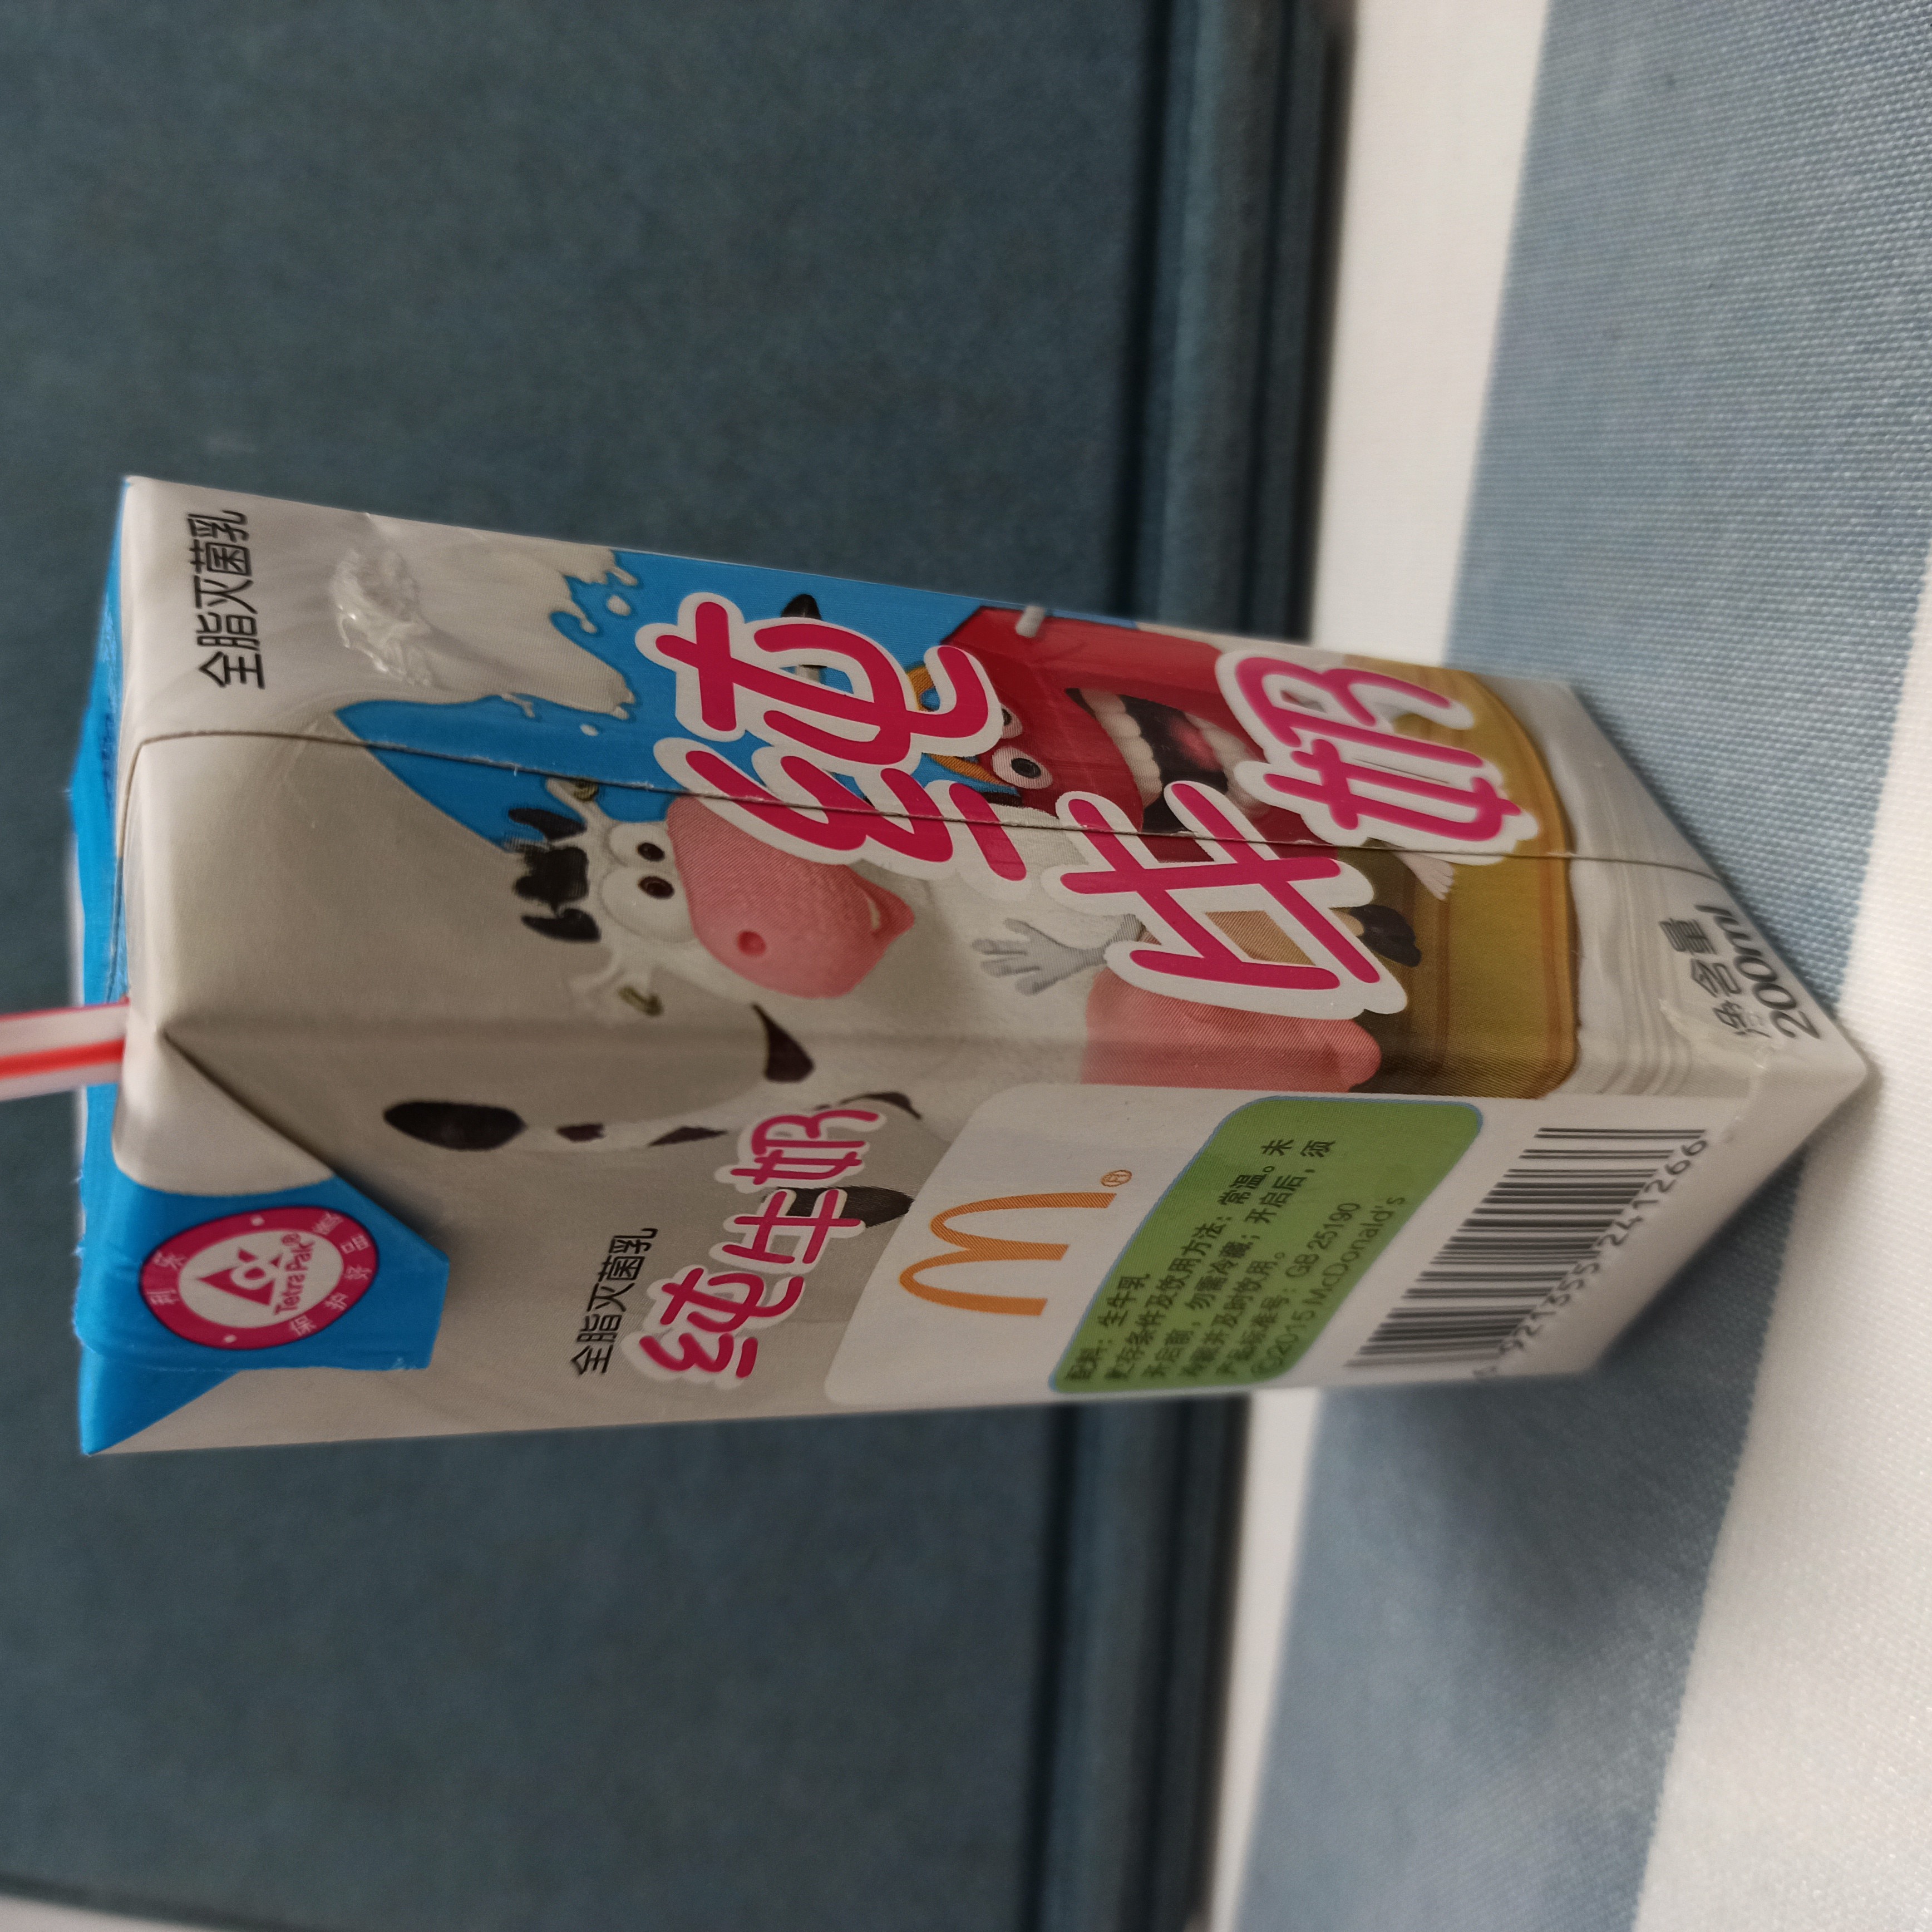 利乐
Tetra Pak®
保护好品质
全脂灭菌乳
纯牛奶
M®
配料：生牛乳
贮存条件及饮用方法：常温。未
开启前，勿需冷藏；开启后，须
冷藏并及时饮用。
产品标准号：GB 25190
©2015 McDonald's
6 921355 241266
全脂灭菌乳
纯
牛
奶
净含量
200ml